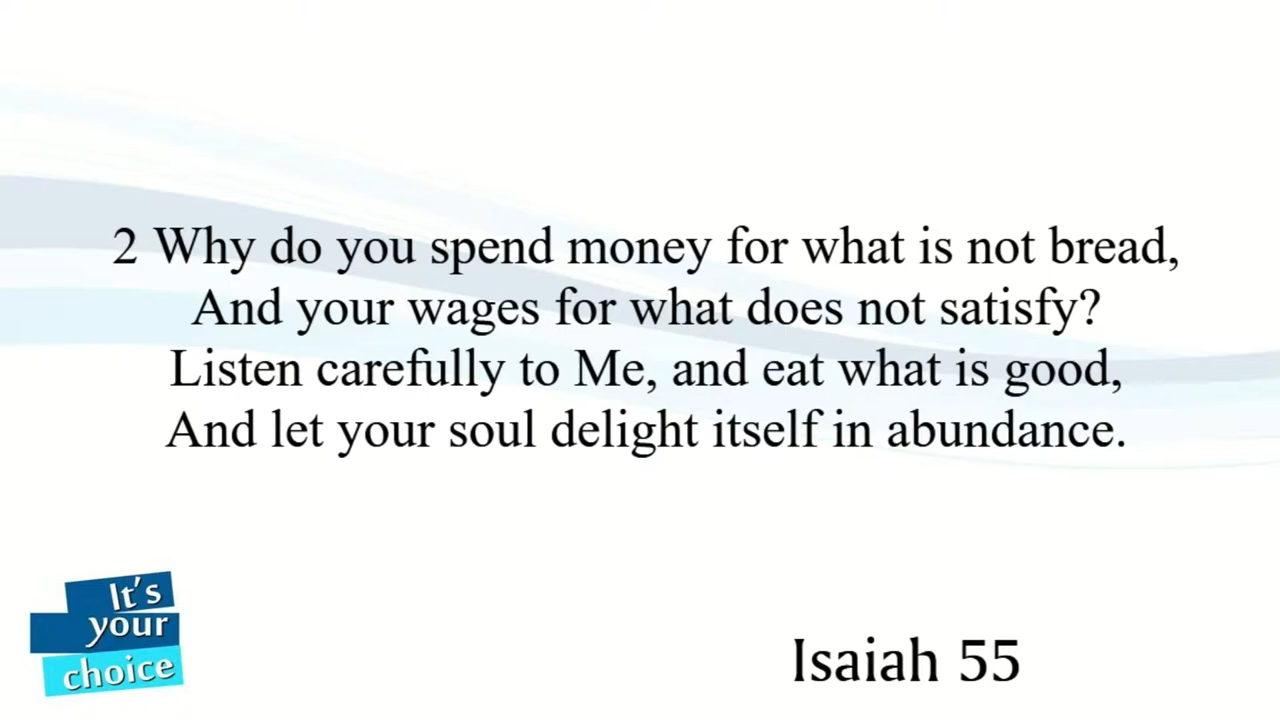 2 Why do you spend money for what is not bread,
And your wages for what does not satisfy?
Listen carefully to Me, and eat what is good,
And let your soul delight itself in abundance.
It's
your
choice
Isaiah 55